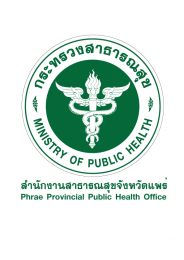 กระทรวงสาธารณสุข
MINISTRY OF PUBLIC HEALTH
สำนักงานสาธารณสุขจังหวัดแพร่
Phrae Provincial Public Health Office